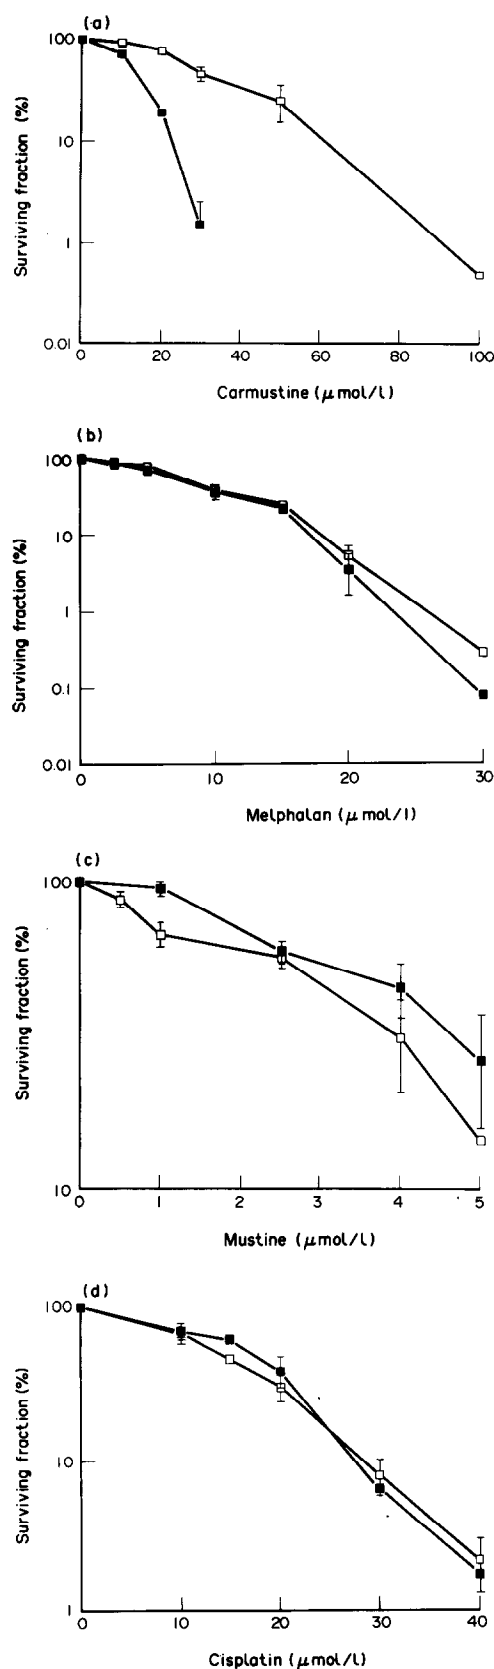 (a)
100
10
1
0.01
Surviving fraction (%)
0 20 40 60 80 100
Carmustine (μmol/l)
(b)
100
10
1
0.1
0.01
Surviving fraction (%)
0 10 20 30
Melphalan (μmol/l)
(c)
100
10
Surviving fraction (%)
0 1 2 3 4 5
Mustine (μmol/l)
(d)
100
10
1
Surviving fraction (%)
0 10 20 30 40
Cisplatin (μmol/l)